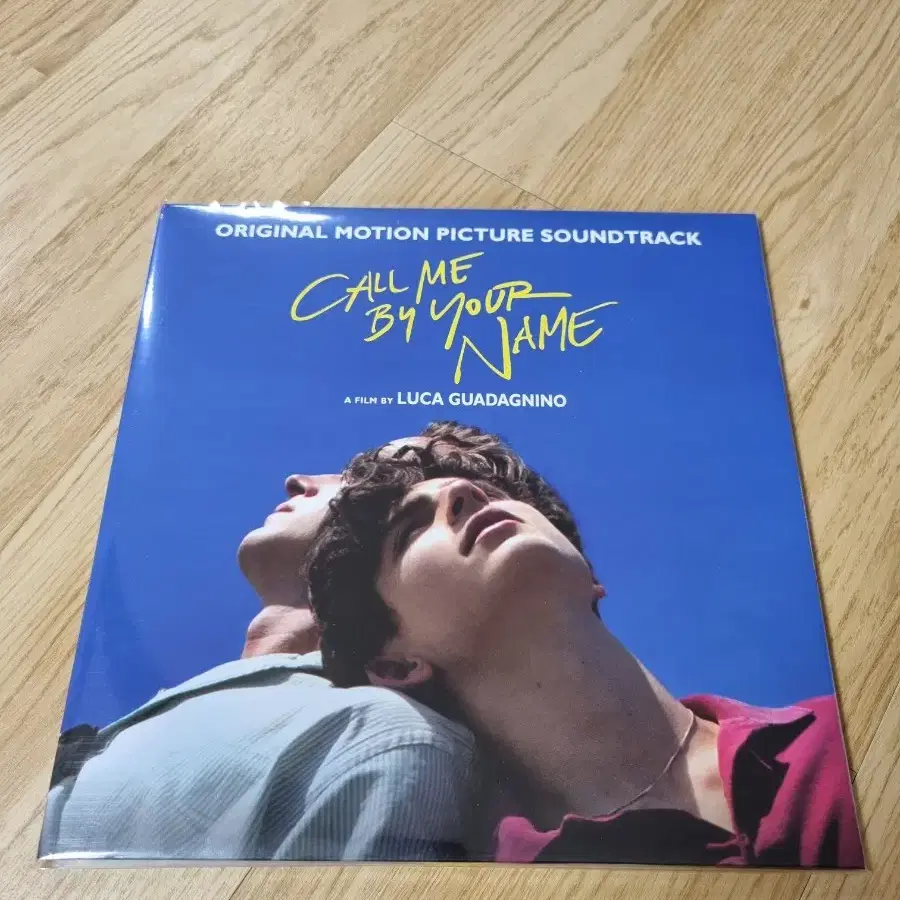 ORIGINAL MOTION PICTURE SOUNDTRACK
CALL ME
BY YOUR
NAME
A FILM BY LUCA GUADAGNINO